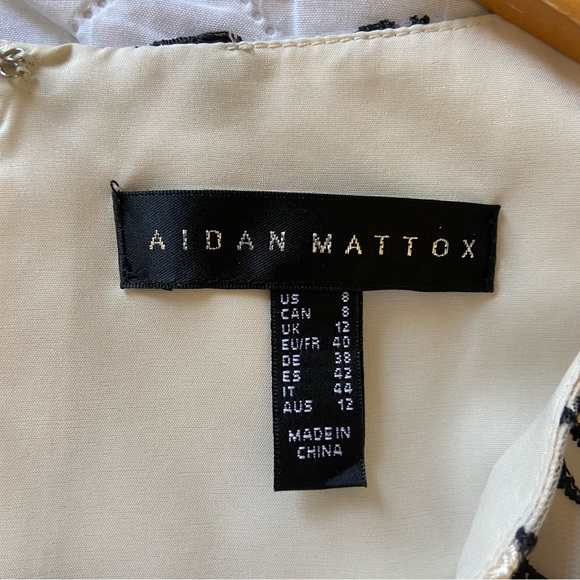 AIDAN MATTOX
US 8
CAN 8
UK 12
EU/FR 40
DE 38
ES 42
IT 44
AUS 12
MADE IN
CHINA